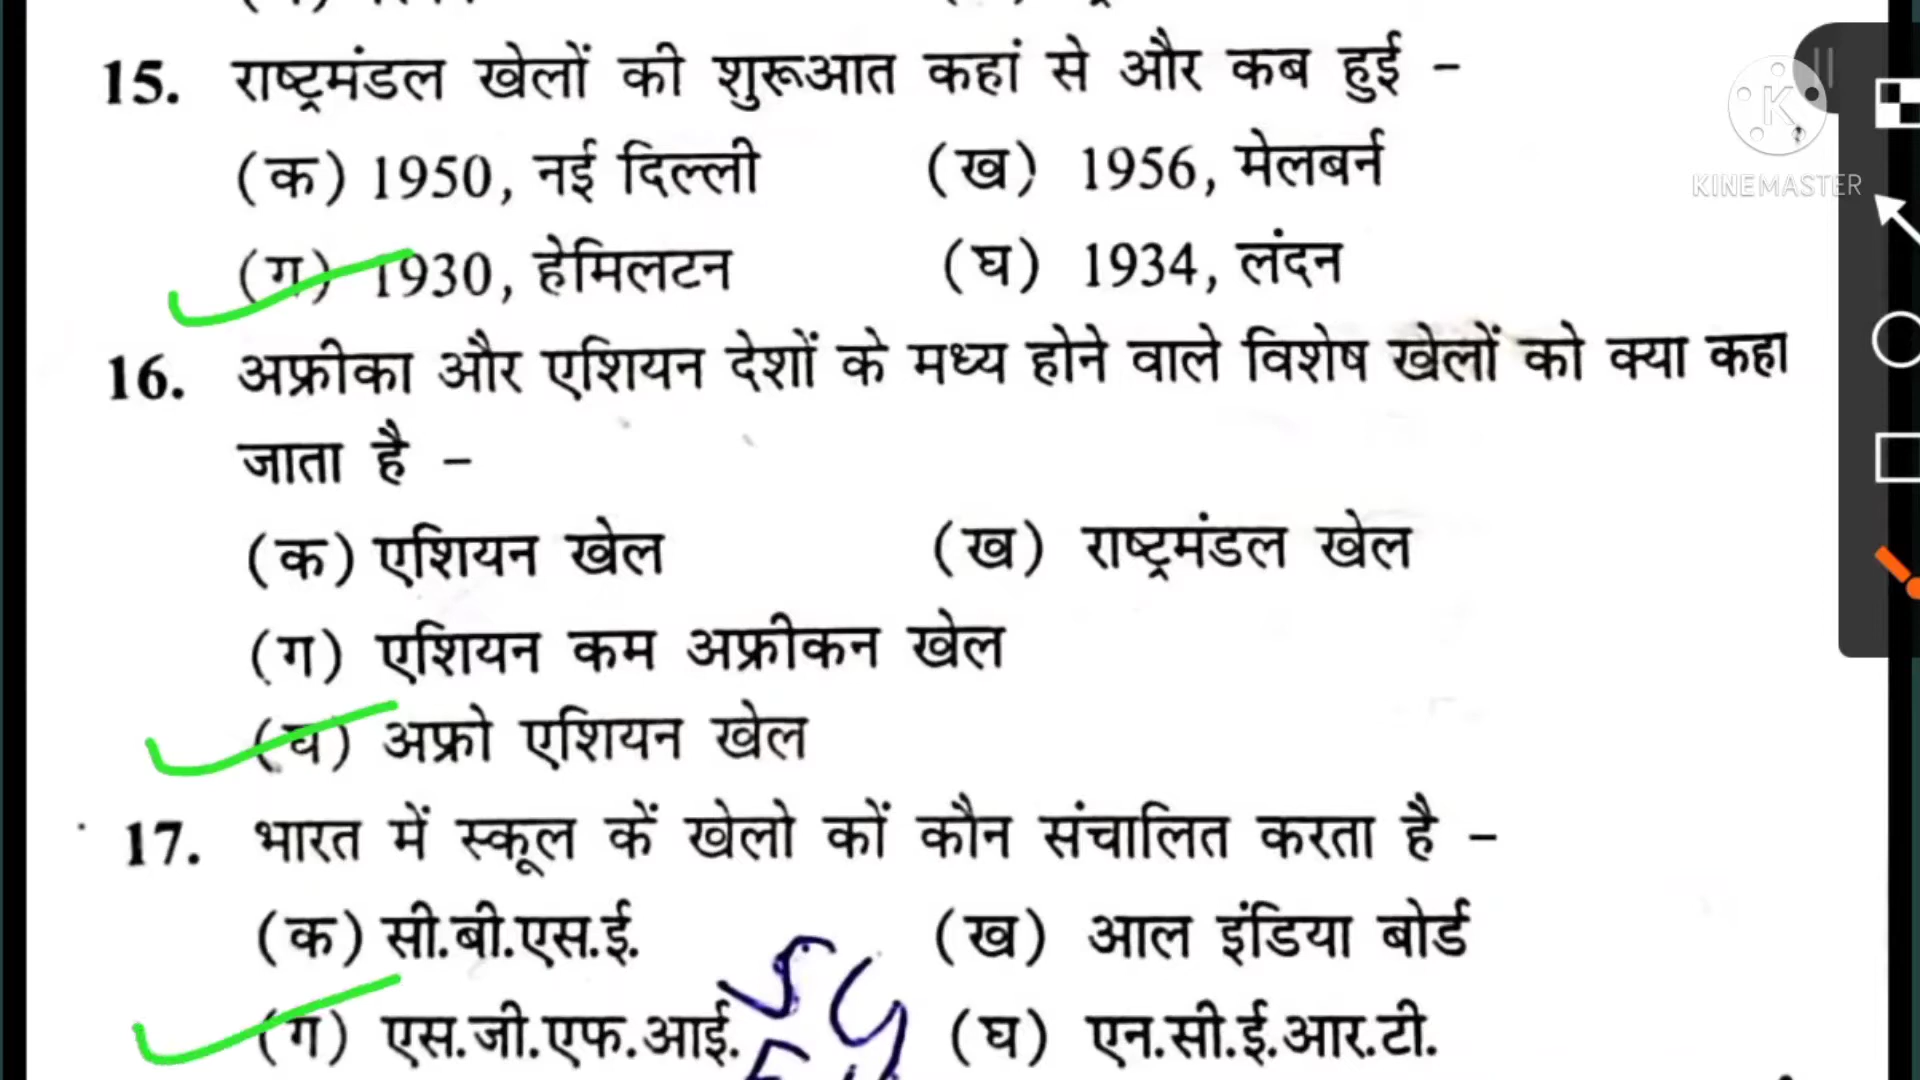 15. राष्ट्रमंडल खेलों की शुरूआत कहां से और कब हुई -
(क) 1950, नई दिल्ली (ख) 1956, मेलबर्न
(ग) 1930, हेमिलटन (घ) 1934, लंदन
KINEMASTER
16. अफ्रीका और एशियन देशों के मध्य होने वाले विशेष खेलों को क्या कहा
जाता है -
(क) एशियन खेल (ख) राष्ट्रमंडल खेल
(ग) एशियन कम अफ्रीकन खेल
(घ) अफ्रो एशियन खेल
17. भारत में स्कूल कें खेलो कों कौन संचालित करता है -
(क) सी.बी.एस.ई. (ख) आल इंडिया बोर्ड
(ग) एस.जी.एफ.आई. (घ) एन.सी.ई.आर.टी.